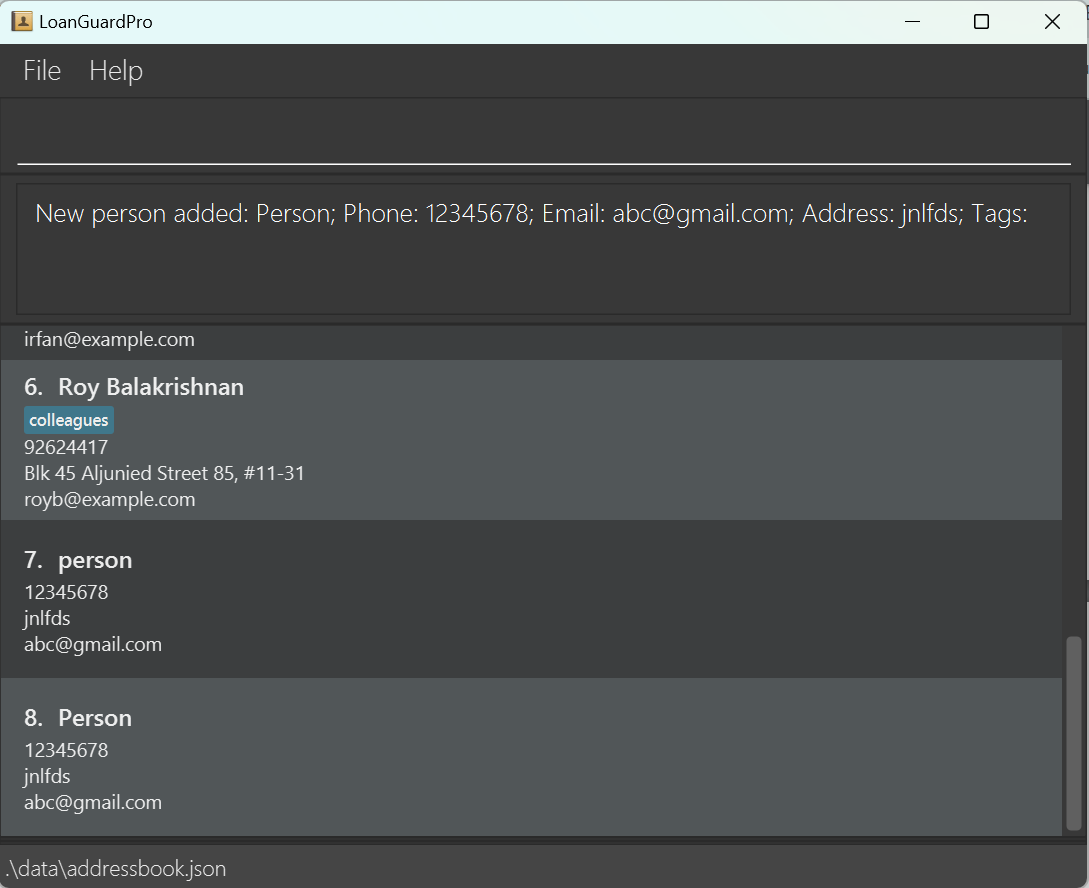 LoanGuardPro
File Help
New person added: Person; Phone: 12345678; Email: abc@gmail.com; Address: jnlfds; Tags:
irfan@example.com
6. Roy Balakrishnan
colleagues
92624417
Blk 45 Aljunied Street 85, #11-31
royb@example.com
7. person
12345678
jnlfds
abc@gmail.com
8. Person
12345678
jnlfds
abc@gmail.com
.\data\addressbook.json